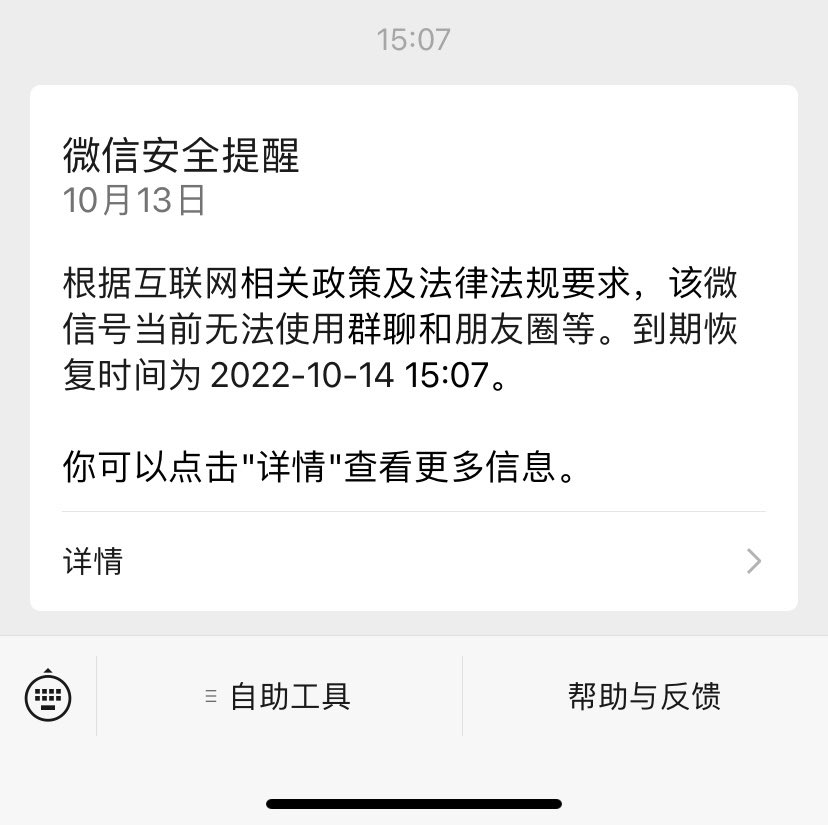 15:07
微信安全提醒
10月13日
根据互联网相关政策及法律法规要求，该微
信号当前无法使用群聊和朋友圈等。到期恢
复时间为 2022-10-14 15:07。
你可以点击"详情"查看更多信息。
详情
自助工具
帮助与反馈